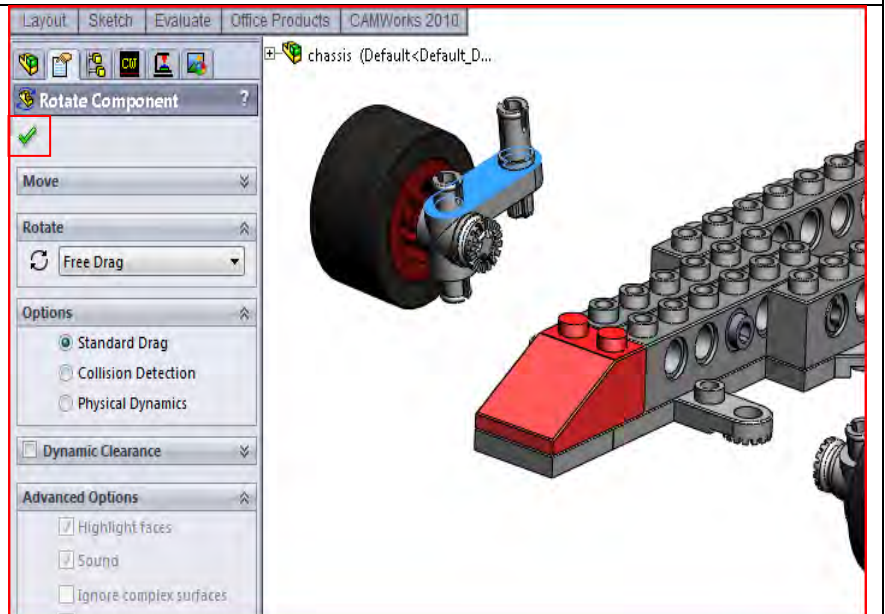 Layout Sketch Evaluate Office Products CAMWorks 2010
chassis (Default<Default_D...
CW
Rotate Component ?
Move
Rotate
Free Drag
Options
Standard Drag
Collision Detection
Physical Dynamics
Dynamic Clearance
Advanced Options
Highlight faces
Sound
Ignore complex surfaces